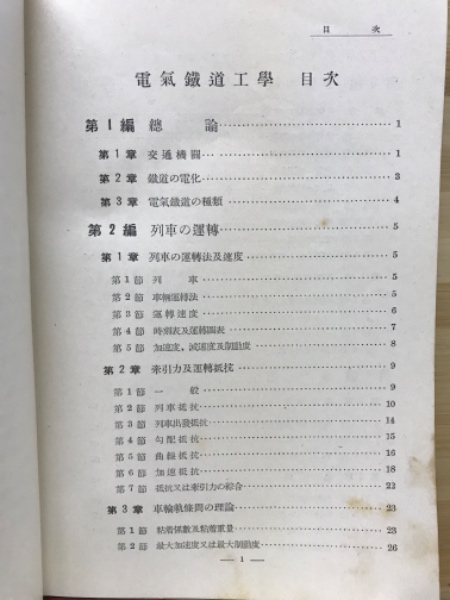 目次
電氣鐵道工學 目次
第1編 總論 1
第1章 交通機關 1
第2章 鐵道の電化 3
第3章 電氣鐵道の種類 4
第2編 列車の運轉 5
第1章 列車の運轉法及速度 5
第1節 列車 5
第2節 車輛運轉法 5
第3節 運轉速度 6
第4節 時刻表及運轉圖表 7
第5節 加速度、減速度及制動度 8
第2章 牽引力及運轉抵抗 9
第1節 一般 9
第2節 列車抵抗 10
第3節 列車出發抵抗 14
第4節 勾配抵抗 15
第5節 曲線抵抗 16
第6節 加速抵抗 18
第7節 抵抗又は牽引力の綜合 22
第3章 車輪軌條間の理論 23
第1節 粘着係數及粘着重量 23
第2節 最大加速度又は最大制動度 26
1